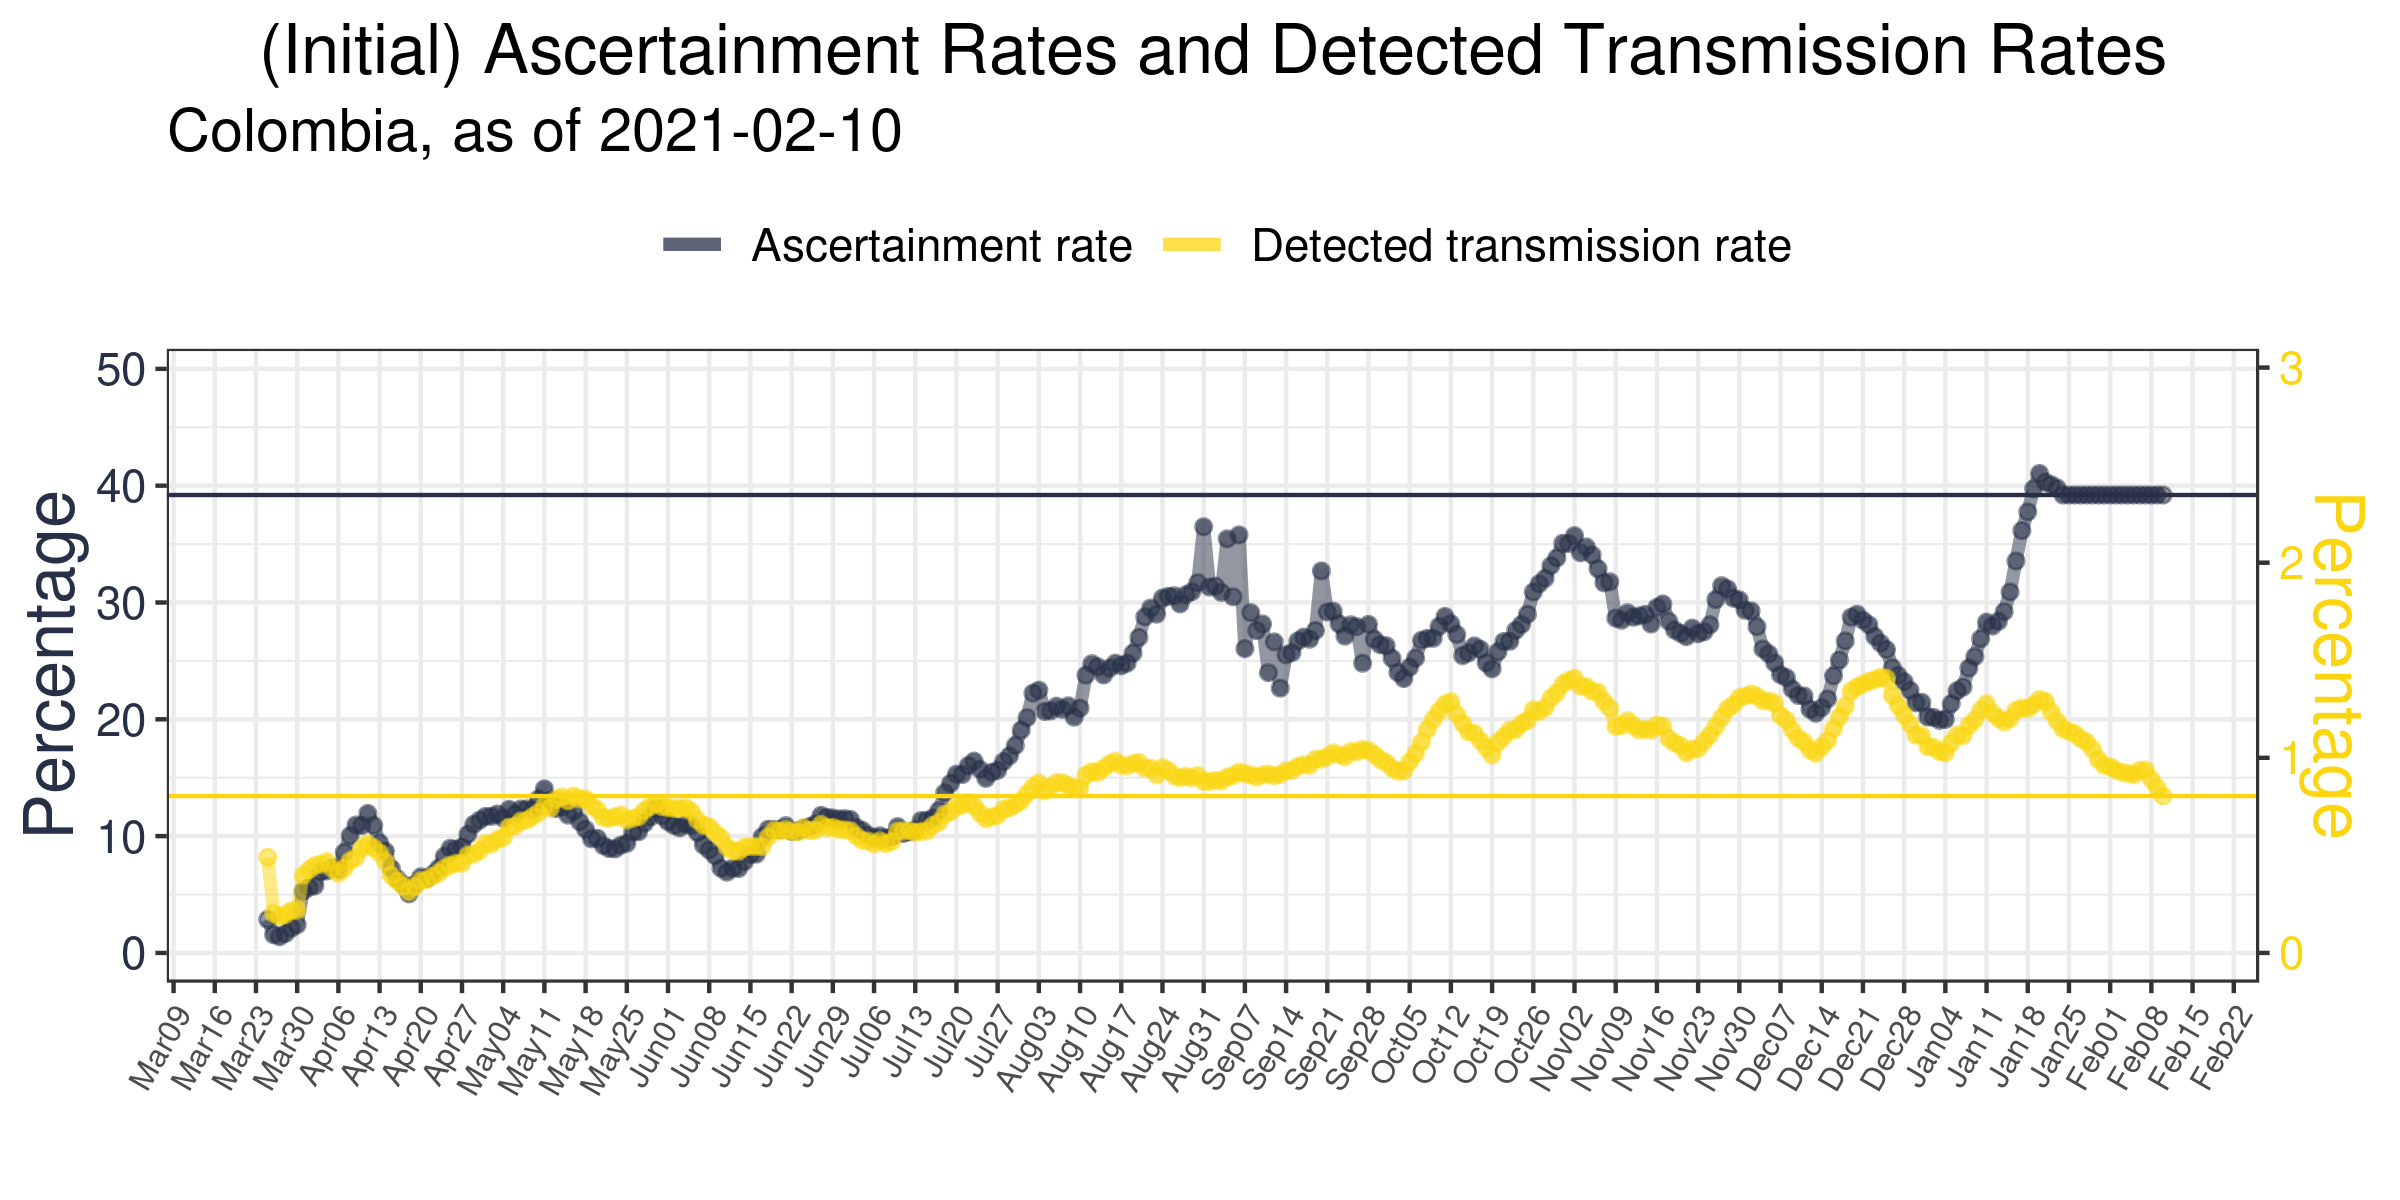 (Initial) Ascertainment Rates and Detected Transmission Rates
Colombia, as of 2021-02-10
Ascertainment rate
Detected transmission rate
Percentage
50
40
30
20
10
0
3
2
1
0
Percentage
Mar09
Mar16
Mar23
Mar30
Apr06
Apr13
Apr20
Apr27
May04
May11
May18
May25
Jun01
Jun08
Jun15
Jun22
Jun29
Jul06
Jul13
Jul20
Jul27
Aug03
Aug10
Aug17
Aug24
Aug31
Sep07
Sep14
Sep21
Sep28
Oct05
Oct12
Oct19
Oct26
Nov02
Nov09
Nov16
Nov23
Nov30
Dec07
Dec14
Dec21
Dec28
Jan04
Jan11
Jan18
Jan25
Feb01
Feb08
Feb15
Feb22